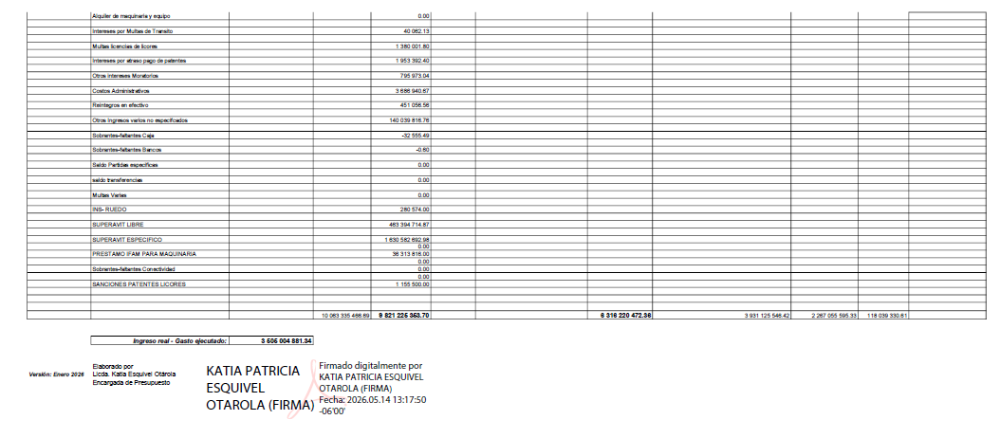 Alquiler de maquinaria y equipo 0.00
Intereses por Multas de Transito 40 062.13
Multas licencias de licores 1 380 001.80
Intereses por atraso pago de patentes 1 953 392.40
Otros intereses Moratorios 795 973.04
Costos Administrativos 3 686 940.67
Reintegros en efectivo 451 056.56
Otros Ingresos varios no especificados 140 039 816.76
Sobrantes-faltantes Caja -32 555.49
Sobrantes-faltantes Bancos -0.60
Saldo Partidas especificas 0.00
saldo transferencias 0.00
Multas Varias 0.00
INS- RUEDO 280 574.00
SUPERAVIT LIBRE 463 394 714.87
SUPERAVIT ESPECIFICO 1 630 582 692.98
0.00
PRESTAMO IFAM PARA MAQUINARIA 36 313 816.00
0.00
Sobrantes-faltantes Conectividad 0.00
0.00
SANCIONES PATENTES LICORES 1 155 500.00
10 063 335 466.69 9 821 225 353.70 6 316 220 472.36 3 931 125 546.42 2 267 055 595.33 118 039 330.61
Ingreso real - Gasto ejecutado: 3 505 004 881.34
Versión: Enero 2026
Elaborado por
Licda. Katia Esquivel Otárola
Encargada de Presupuesto
KATIA PATRICIA
ESQUIVEL
OTAROLA (FIRMA)
Firmado digitalmente por
KATIA PATRICIA ESQUIVEL
OTAROLA (FIRMA)
Fecha: 2026.05.14 13:17:50
-06'00'